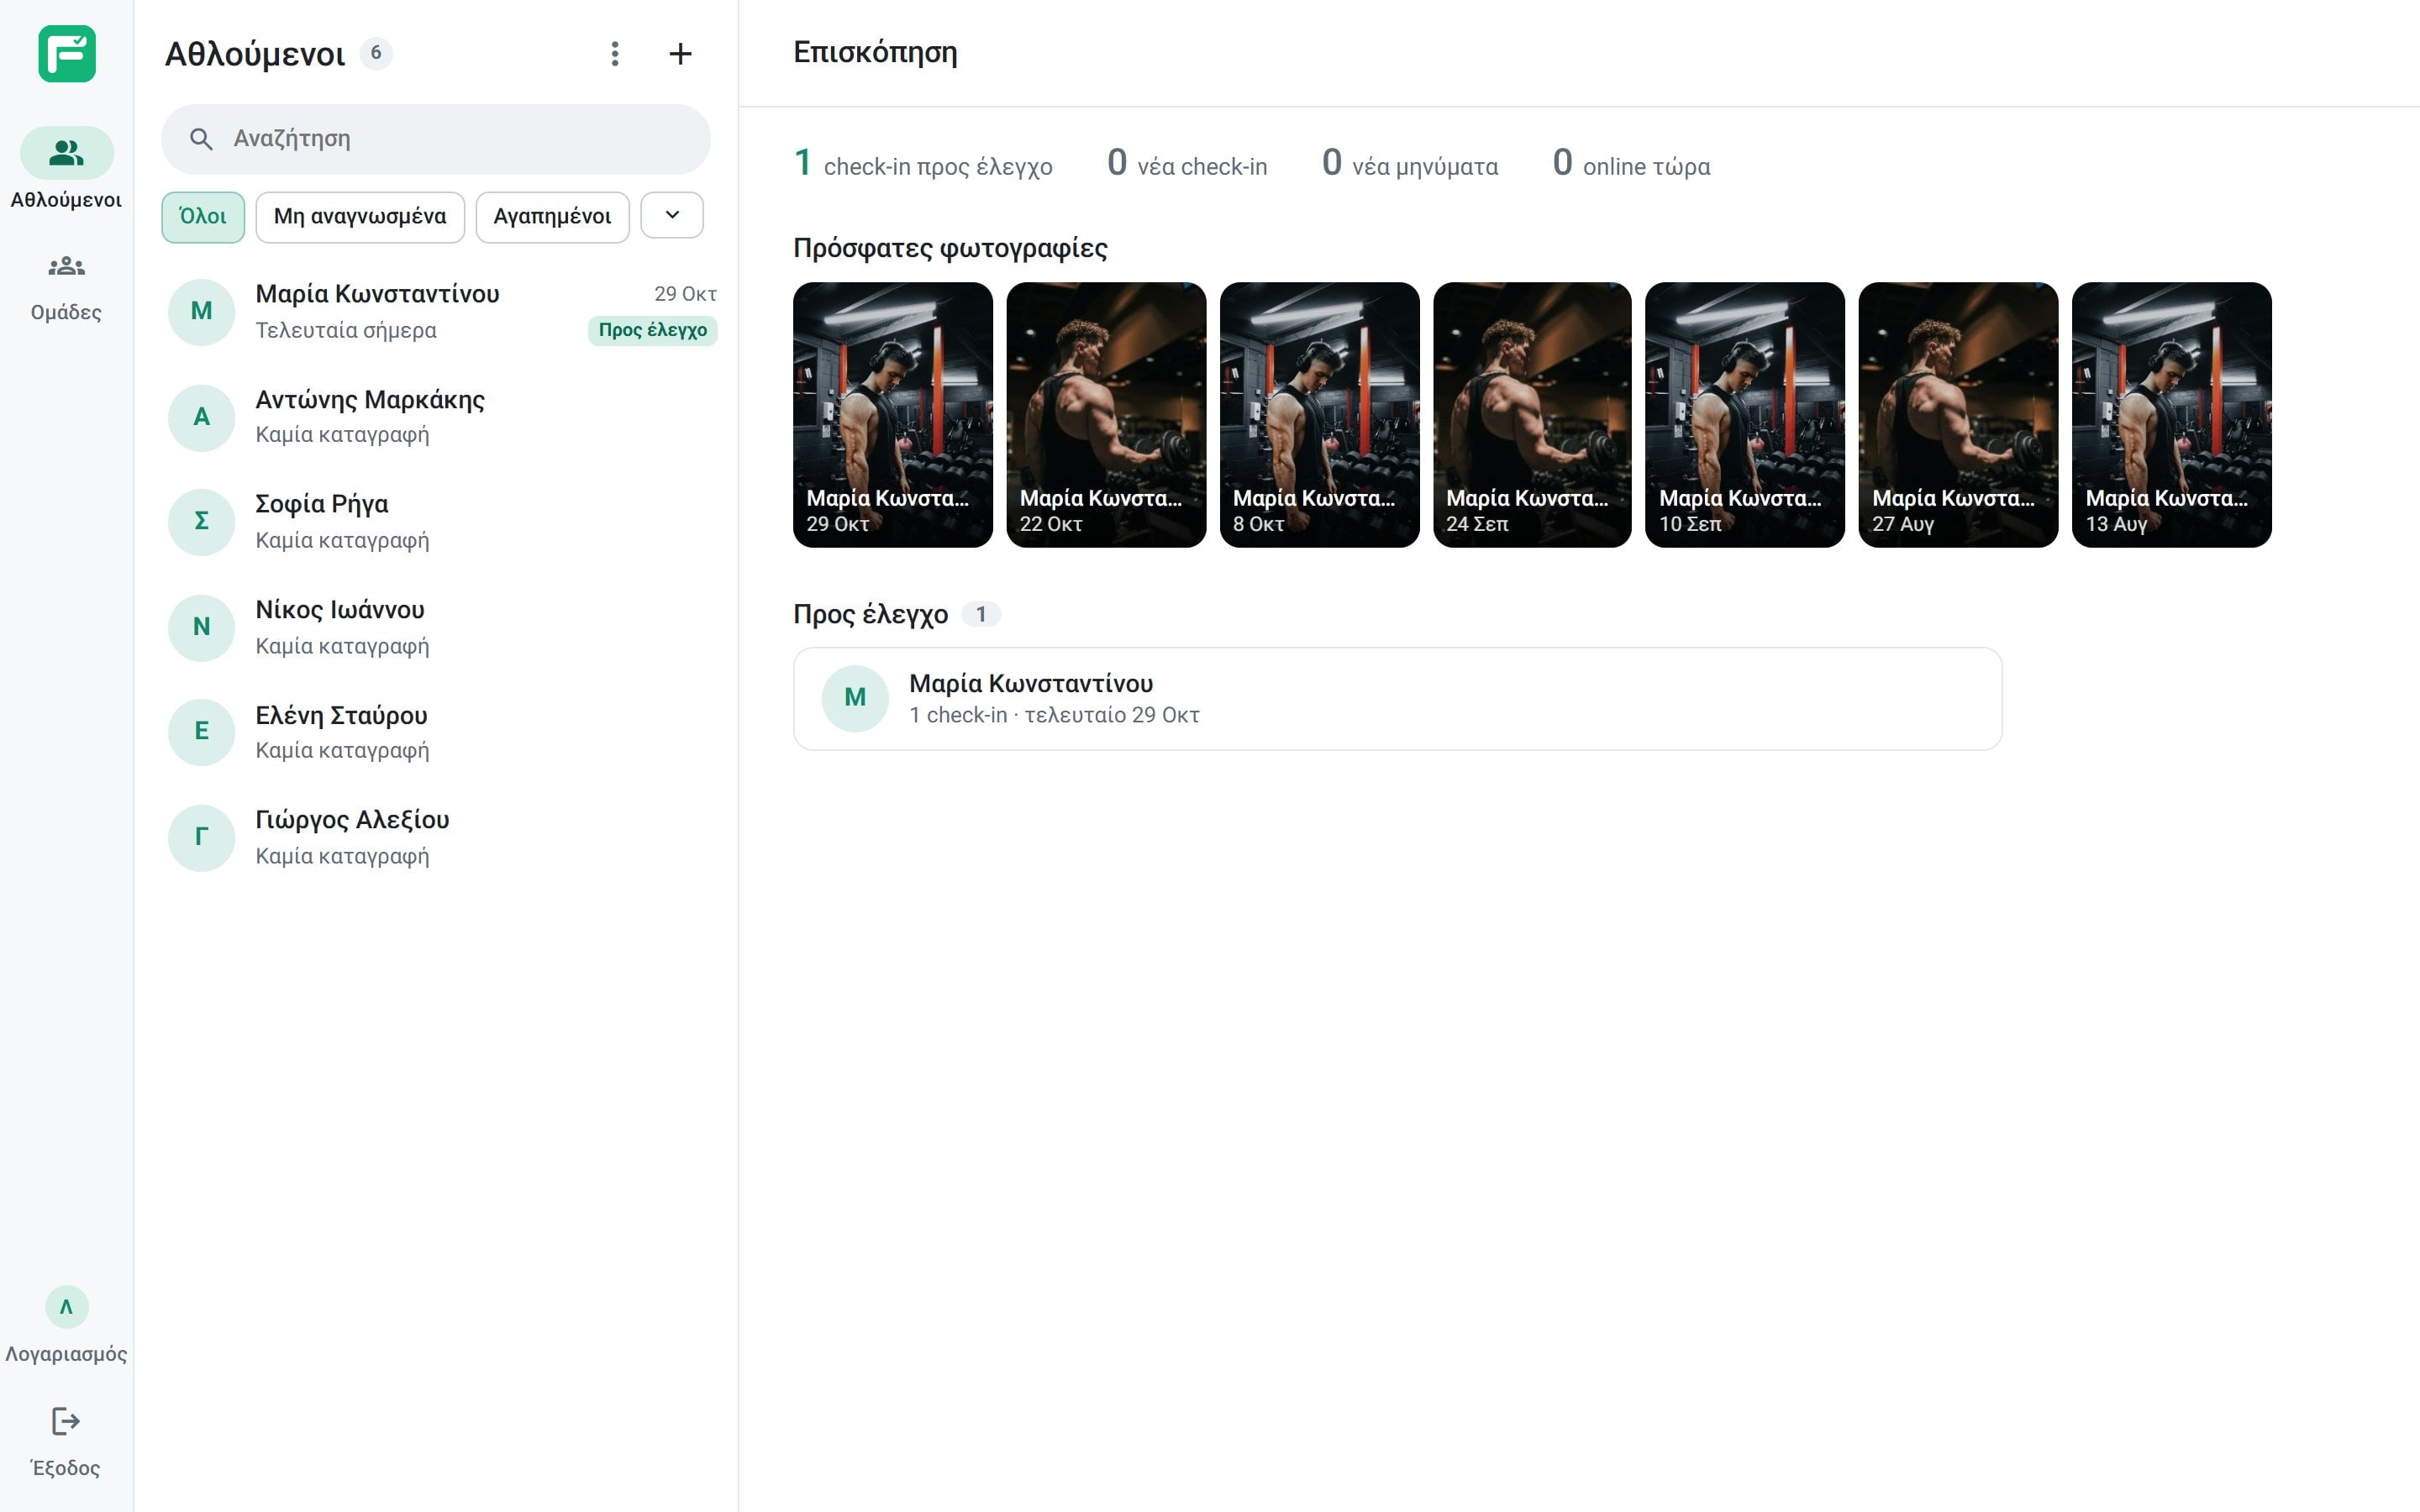 Αθλούμενοι
Ομάδες
Λογαριασμός
Λ
Έξοδος
Αθλούμενοι 6
Αναζήτηση
Όλοι Μη αναγνωσμένα Αγαπημένοι
Μ Μαρία Κωνσταντίνου 29 Οκτ
Τελευταία σήμερα Προς έλεγχο
Α Αντώνης Μαρκάκης
Καμία καταγραφή
Σ Σοφία Ρήγα
Καμία καταγραφή
Ν Νίκος Ιωάννου
Καμία καταγραφή
Ε Ελένη Σταύρου
Καμία καταγραφή
Γ Γιώργος Αλεξίου
Καμία καταγραφή
Επισκόπηση
1 check-in προς έλεγχο 0 νέα check-in 0 νέα μηνύματα 0 online τώρα
Πρόσφατες φωτογραφίες
Μαρία Κωνστα...
29 Οκτ
Μαρία Κωνστα...
22 Οκτ
Μαρία Κωνστα...
8 Οκτ
Μαρία Κωνστα...
24 Σεπ
Μαρία Κωνστα...
10 Σεπ
Μαρία Κωνστα...
27 Αυγ
Μαρία Κωνστα...
13 Αυγ
Προς έλεγχο 1
Μ Μαρία Κωνσταντίνου
1 check-in · τελευταίο 29 Οκτ